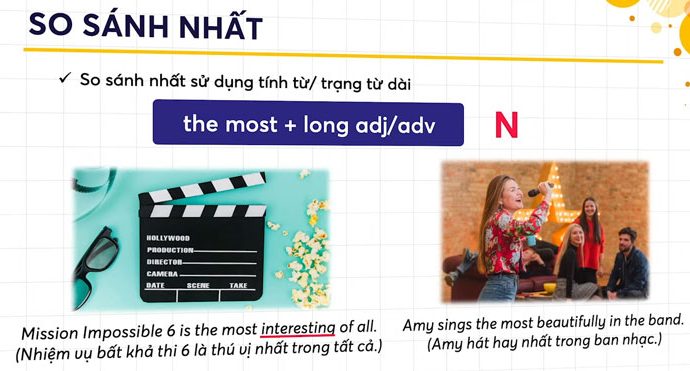 SO SÁNH NHẤT
✓ So sánh nhất sử dụng tính từ/ trạng từ dài
the most + long adj/adv N
HOLLYWOOD
PRODUCTION
DIRECTOR
CAMERA
DATE SCENE TAKE
Mission Impossible 6 is the most interesting of all.
(Nhiệm vụ bất khả thi 6 là thú vị nhất trong tất cả.)
Amy sings the most beautifully in the band.
(Amy hát hay nhất trong ban nhạc.)